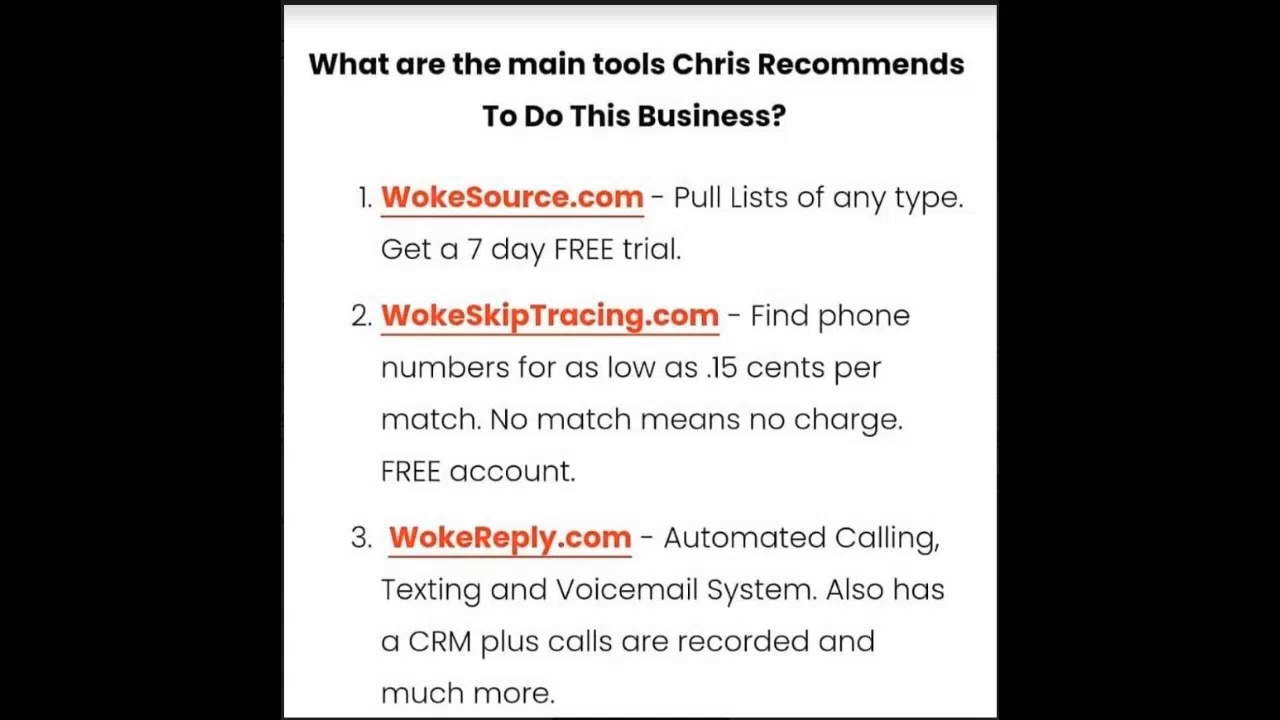 What are the main tools Chris Recommends
To Do This Business?
1. WokeSource.com - Pull Lists of any type.
Get a 7 day FREE trial.
2. WokeSkipTracing.com - Find phone
numbers for as low as .15 cents per
match. No match means no charge.
FREE account.
3. WokeReply.com - Automated Calling,
Texting and Voicemail System. Also has
a CRM plus calls are recorded and
much more.